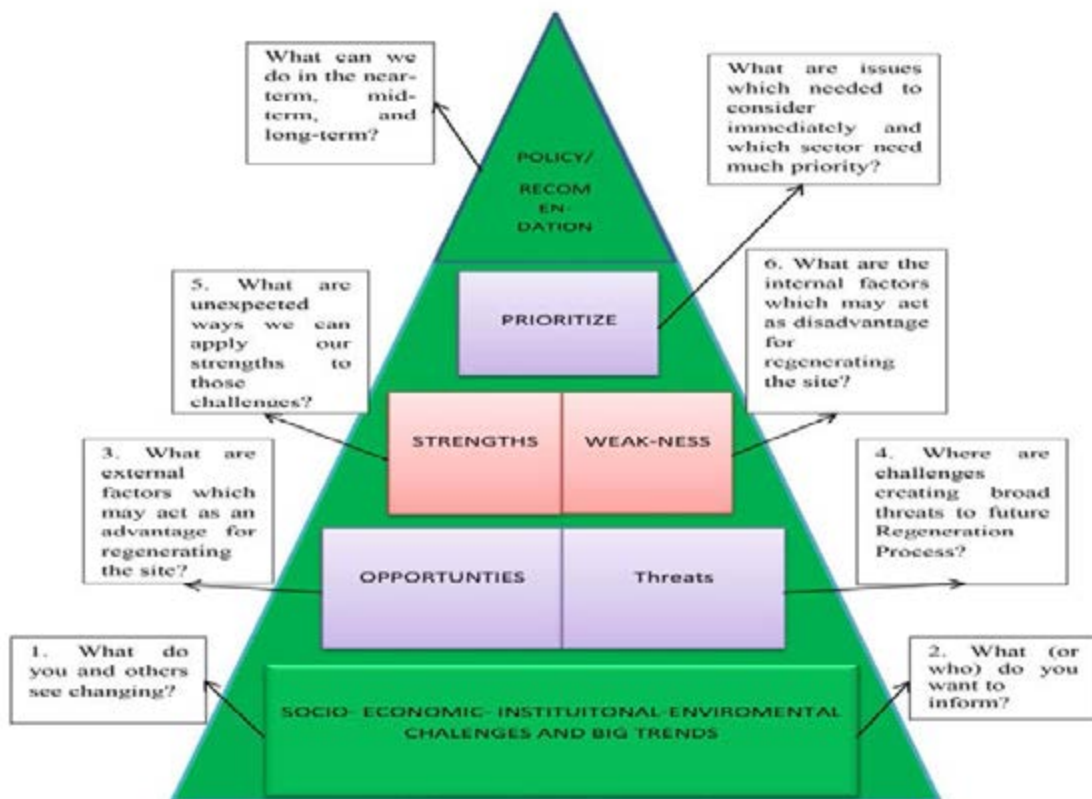 What can we
do in the near-
term, mid-
term, and
long-term?
What are issues
which needed to
consider
immediately and
which sector need
much priority?
POLICY/
RECOM
EN-
DATION
5. What are
unexpected
ways we can
apply our
strengths to
those
challenges?
PRIORITIZE
6. What are the
internal factors
which may act
as disadvantage
for
regenerating
the site?
3. What are
external
factors which
may act as an
advantage for
regenerating
the site?
STRENGTHS
WEAK-NESS
4. Where are
challenges
creating broad
threats to future
Regeneration
Process?
OPPORTUNTIES
Threats
1. What do
you and others
see changing?
2. What (or
who) do you
want to
inform?
SOCIO- ECONOMIC- INSTITUITONAL-ENVIROMENTAL
CHALENGES AND BIG TRENDS